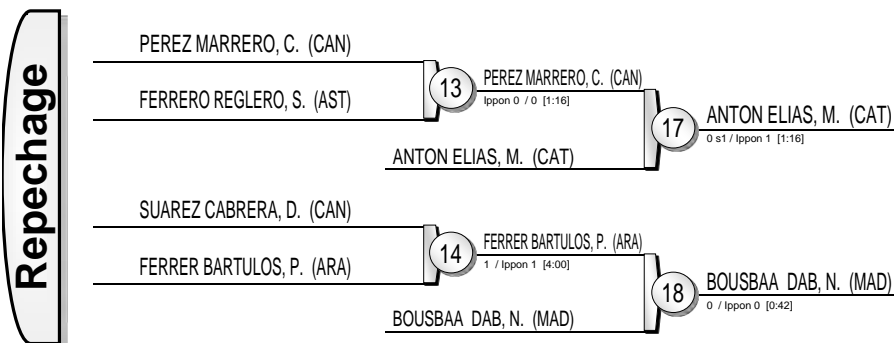 Repechage
PEREZ MARRERO, C. (CAN)
FERRERO REGLERO, S. (AST)
13
PEREZ MARRERO, C. (CAN)
Ippon 0 / 0 [1:16]
ANTON ELIAS, M. (CAT)
17
ANTON ELIAS, M. (CAT)
0 s1 / Ippon 1 [1:16]
SUAREZ CABRERA, D. (CAN)
FERRER BARTULOS, P. (ARA)
14
FERRER BARTULOS, P. (ARA)
1 / Ippon 1 [4:00]
BOUSBAA DAB, N. (MAD)
18
BOUSBAA DAB, N. (MAD)
0 / Ippon 0 [0:42]